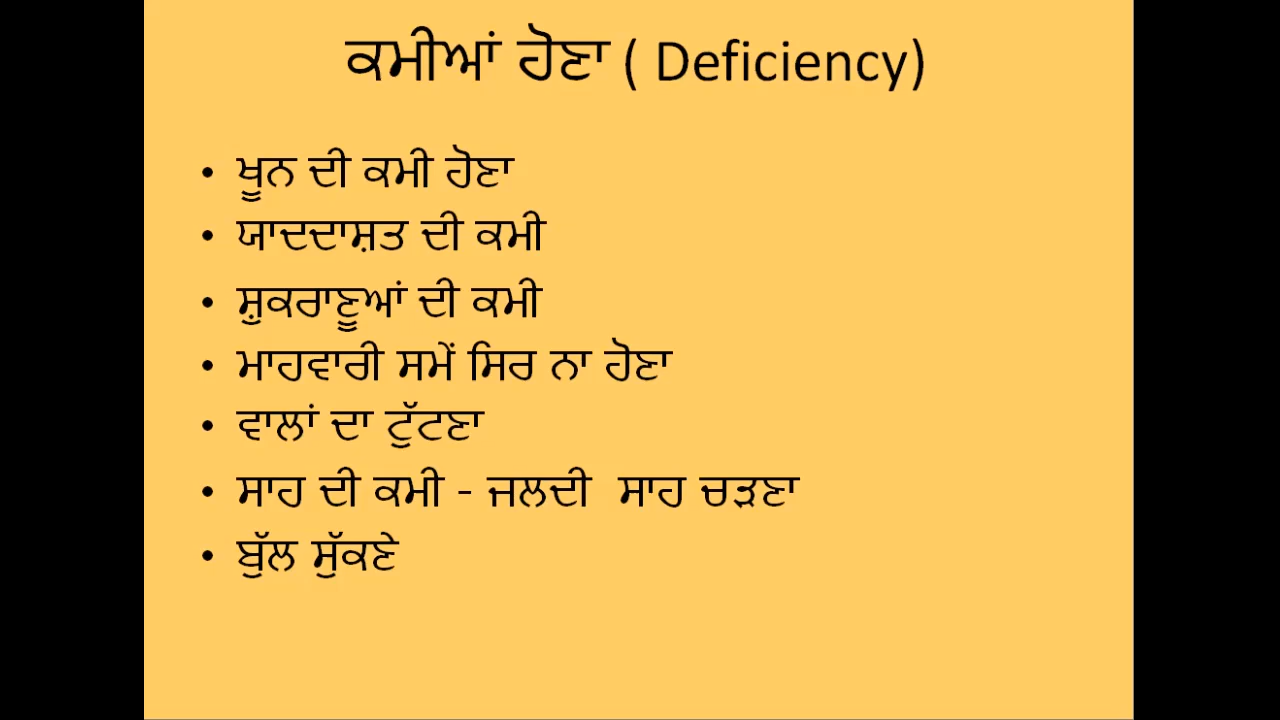 ਕਮੀਆਂ ਹੋਣਾ ( Deficiency)
• ਖੂਨ ਦੀ ਕਮੀ ਹੋਣਾ
• ਯਾਦਦਾਸ਼ਤ ਦੀ ਕਮੀ
• ਸ਼ੁਕਰਾਣੂਆਂ ਦੀ ਕਮੀ
• ਮਾਹਵਾਰੀ ਸਮੇਂ ਸਿਰ ਨਾ ਹੋਣਾ
• ਵਾਲਾਂ ਦਾ ਟੁੱਟਣਾ
• ਸਾਹ ਦੀ ਕਮੀ - ਜਲਦੀ  ਸਾਹ ਚੜਣਾ
• ਬੁੱਲ ਸੁੱਕਣੇ